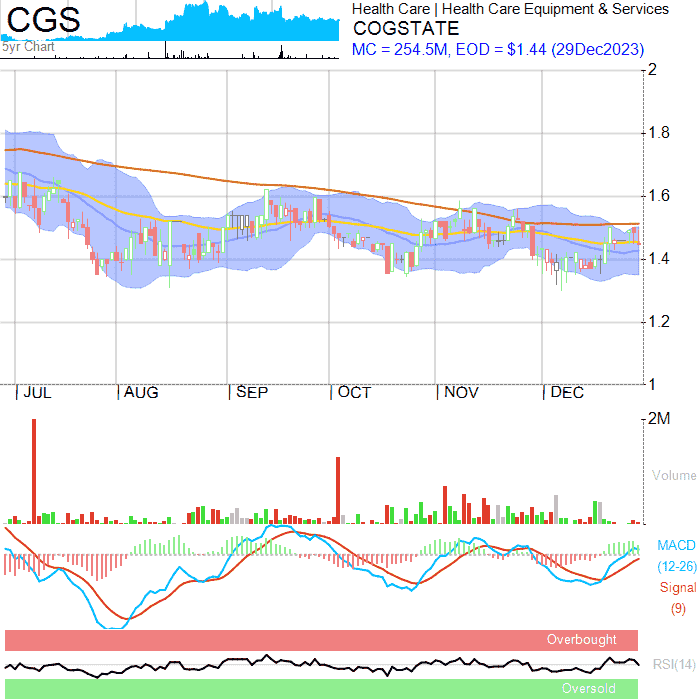 CGS
5yr Chart
Health Care | Health Care Equipment & Services
COGSTATE
MC = 254.5M, EOD = $1.44 (29Dec2023)
2
1.8
1.6
1.4
1.2
1
JUL AUG SEP OCT NOV DEC
2M
Volume
MACD
(12-26)
Signal
(9)
Overbought
RSI(14)
Oversold